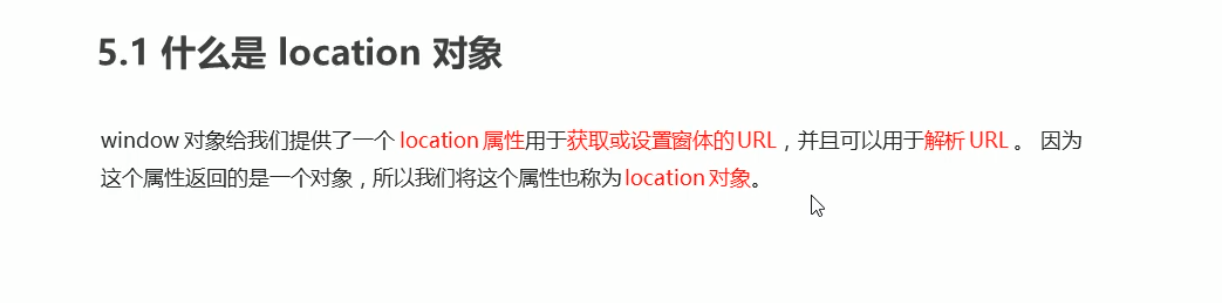 5.1 什么是 location 对象
window 对象给我们提供了一个 location 属性用于获取或设置窗体的 URL，并且可以用于解析 URL 。 因为
这个属性返回的是一个对象，所以我们将这个属性也称为 location 对象。